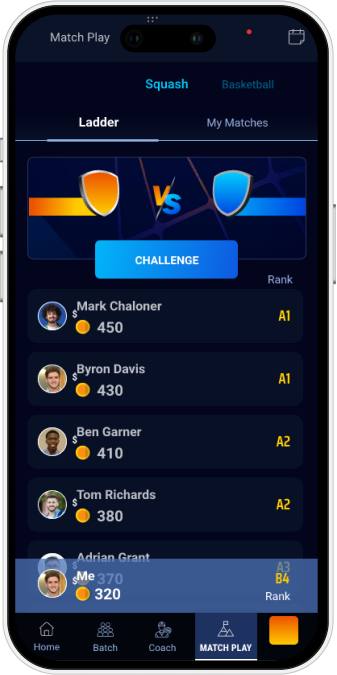 Match Play
Squash
Basketball
Ladder
My Matches
VS
CHALLENGE
Rank
Mark Chaloner
$
450
A1
Byron Davis
$
430
A1
Ben Garner
$
410
A2
Tom Richards
$
380
A2
Adrian Grant
370
A3
Me
$
320
B4
Rank
Home
Batch
Coach
MATCH PLAY